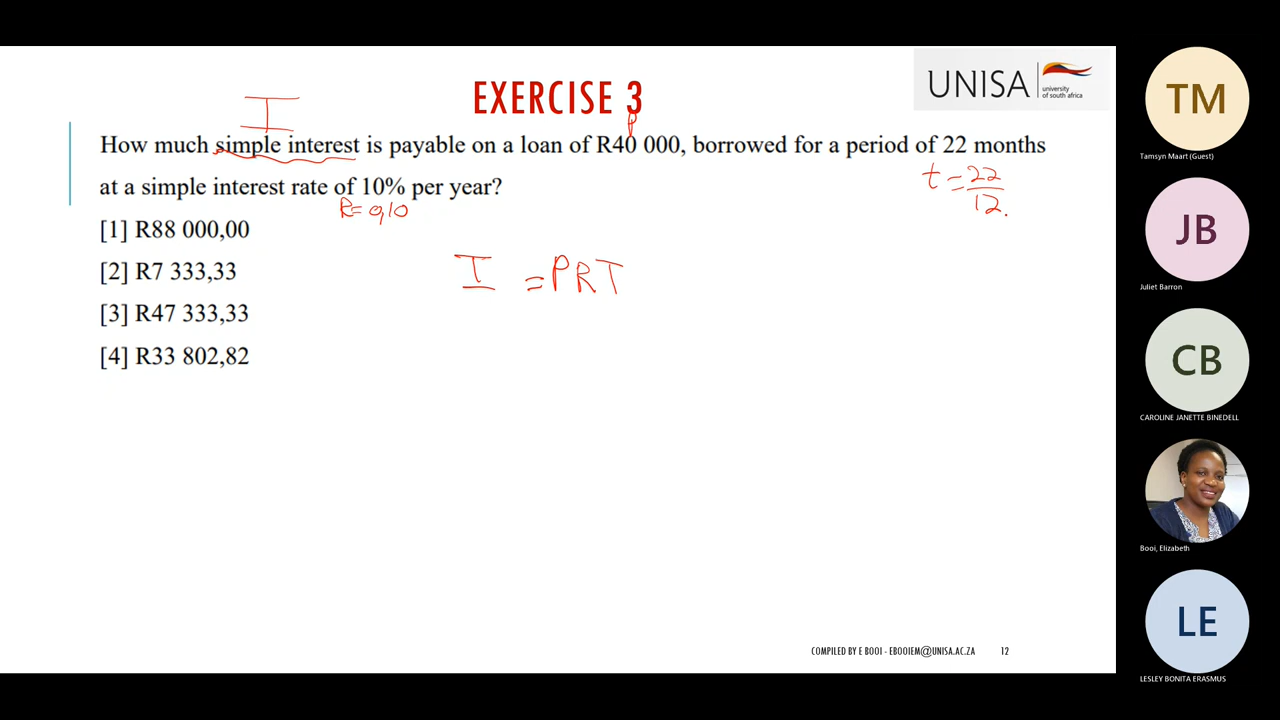 EXERCISE 3
UNISA
university
of south africa
I
P
How much simple interest is payable on a loan of R40 000, borrowed for a period of 22 months
t = 22
12.
at a simple interest rate of 10% per year?
R= 0,10
[1] R88 000,00
[2] R7 333,33
[3] R47 333,33
[4] R33 802,82
I = PRT
COMPILED BY E BOOI - EBOOIEM@UNISA.AC.ZA
12
TM
Tamsyn Maart (Guest)
JB
Juliet Barron
CB
CAROLINE JANETTE BINEDELL
Booi, Elizabeth
LE
LESLEY BONITA ERASMUS